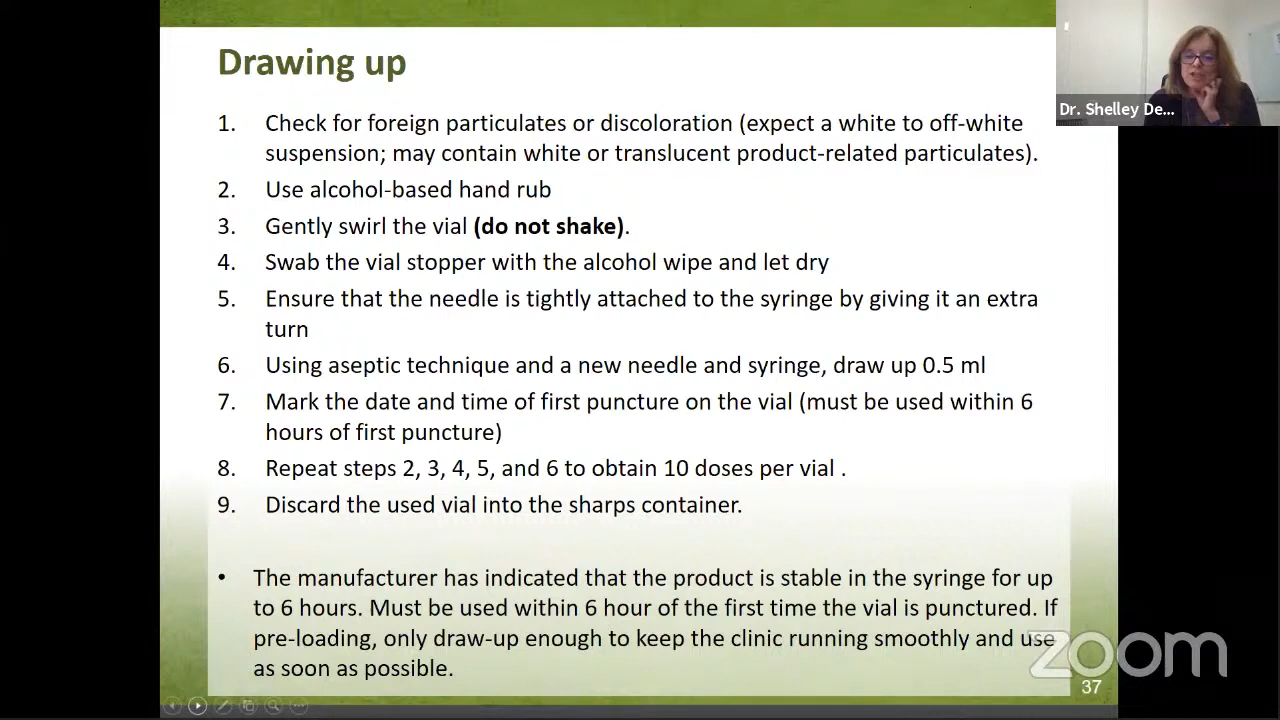 Drawing up
Dr. Shelley De...
1. Check for foreign particulates or discoloration (expect a white to off-white
suspension; may contain white or translucent product-related particulates).
2. Use alcohol-based hand rub
3. Gently swirl the vial (do not shake).
4. Swab the vial stopper with the alcohol wipe and let dry
5. Ensure that the needle is tightly attached to the syringe by giving it an extra
turn
6. Using aseptic technique and a new needle and syringe, draw up 0.5 ml
7. Mark the date and time of first puncture on the vial (must be used within 6
hours of first puncture)
8. Repeat steps 2, 3, 4, 5, and 6 to obtain 10 doses per vial .
9. Discard the used vial into the sharps container.
• The manufacturer has indicated that the product is stable in the syringe for up
to 6 hours. Must be used within 6 hour of the first time the vial is punctured. If
pre-loading, only draw-up enough to keep the clinic running smoothly and use
as soon as possible.
zoom
37